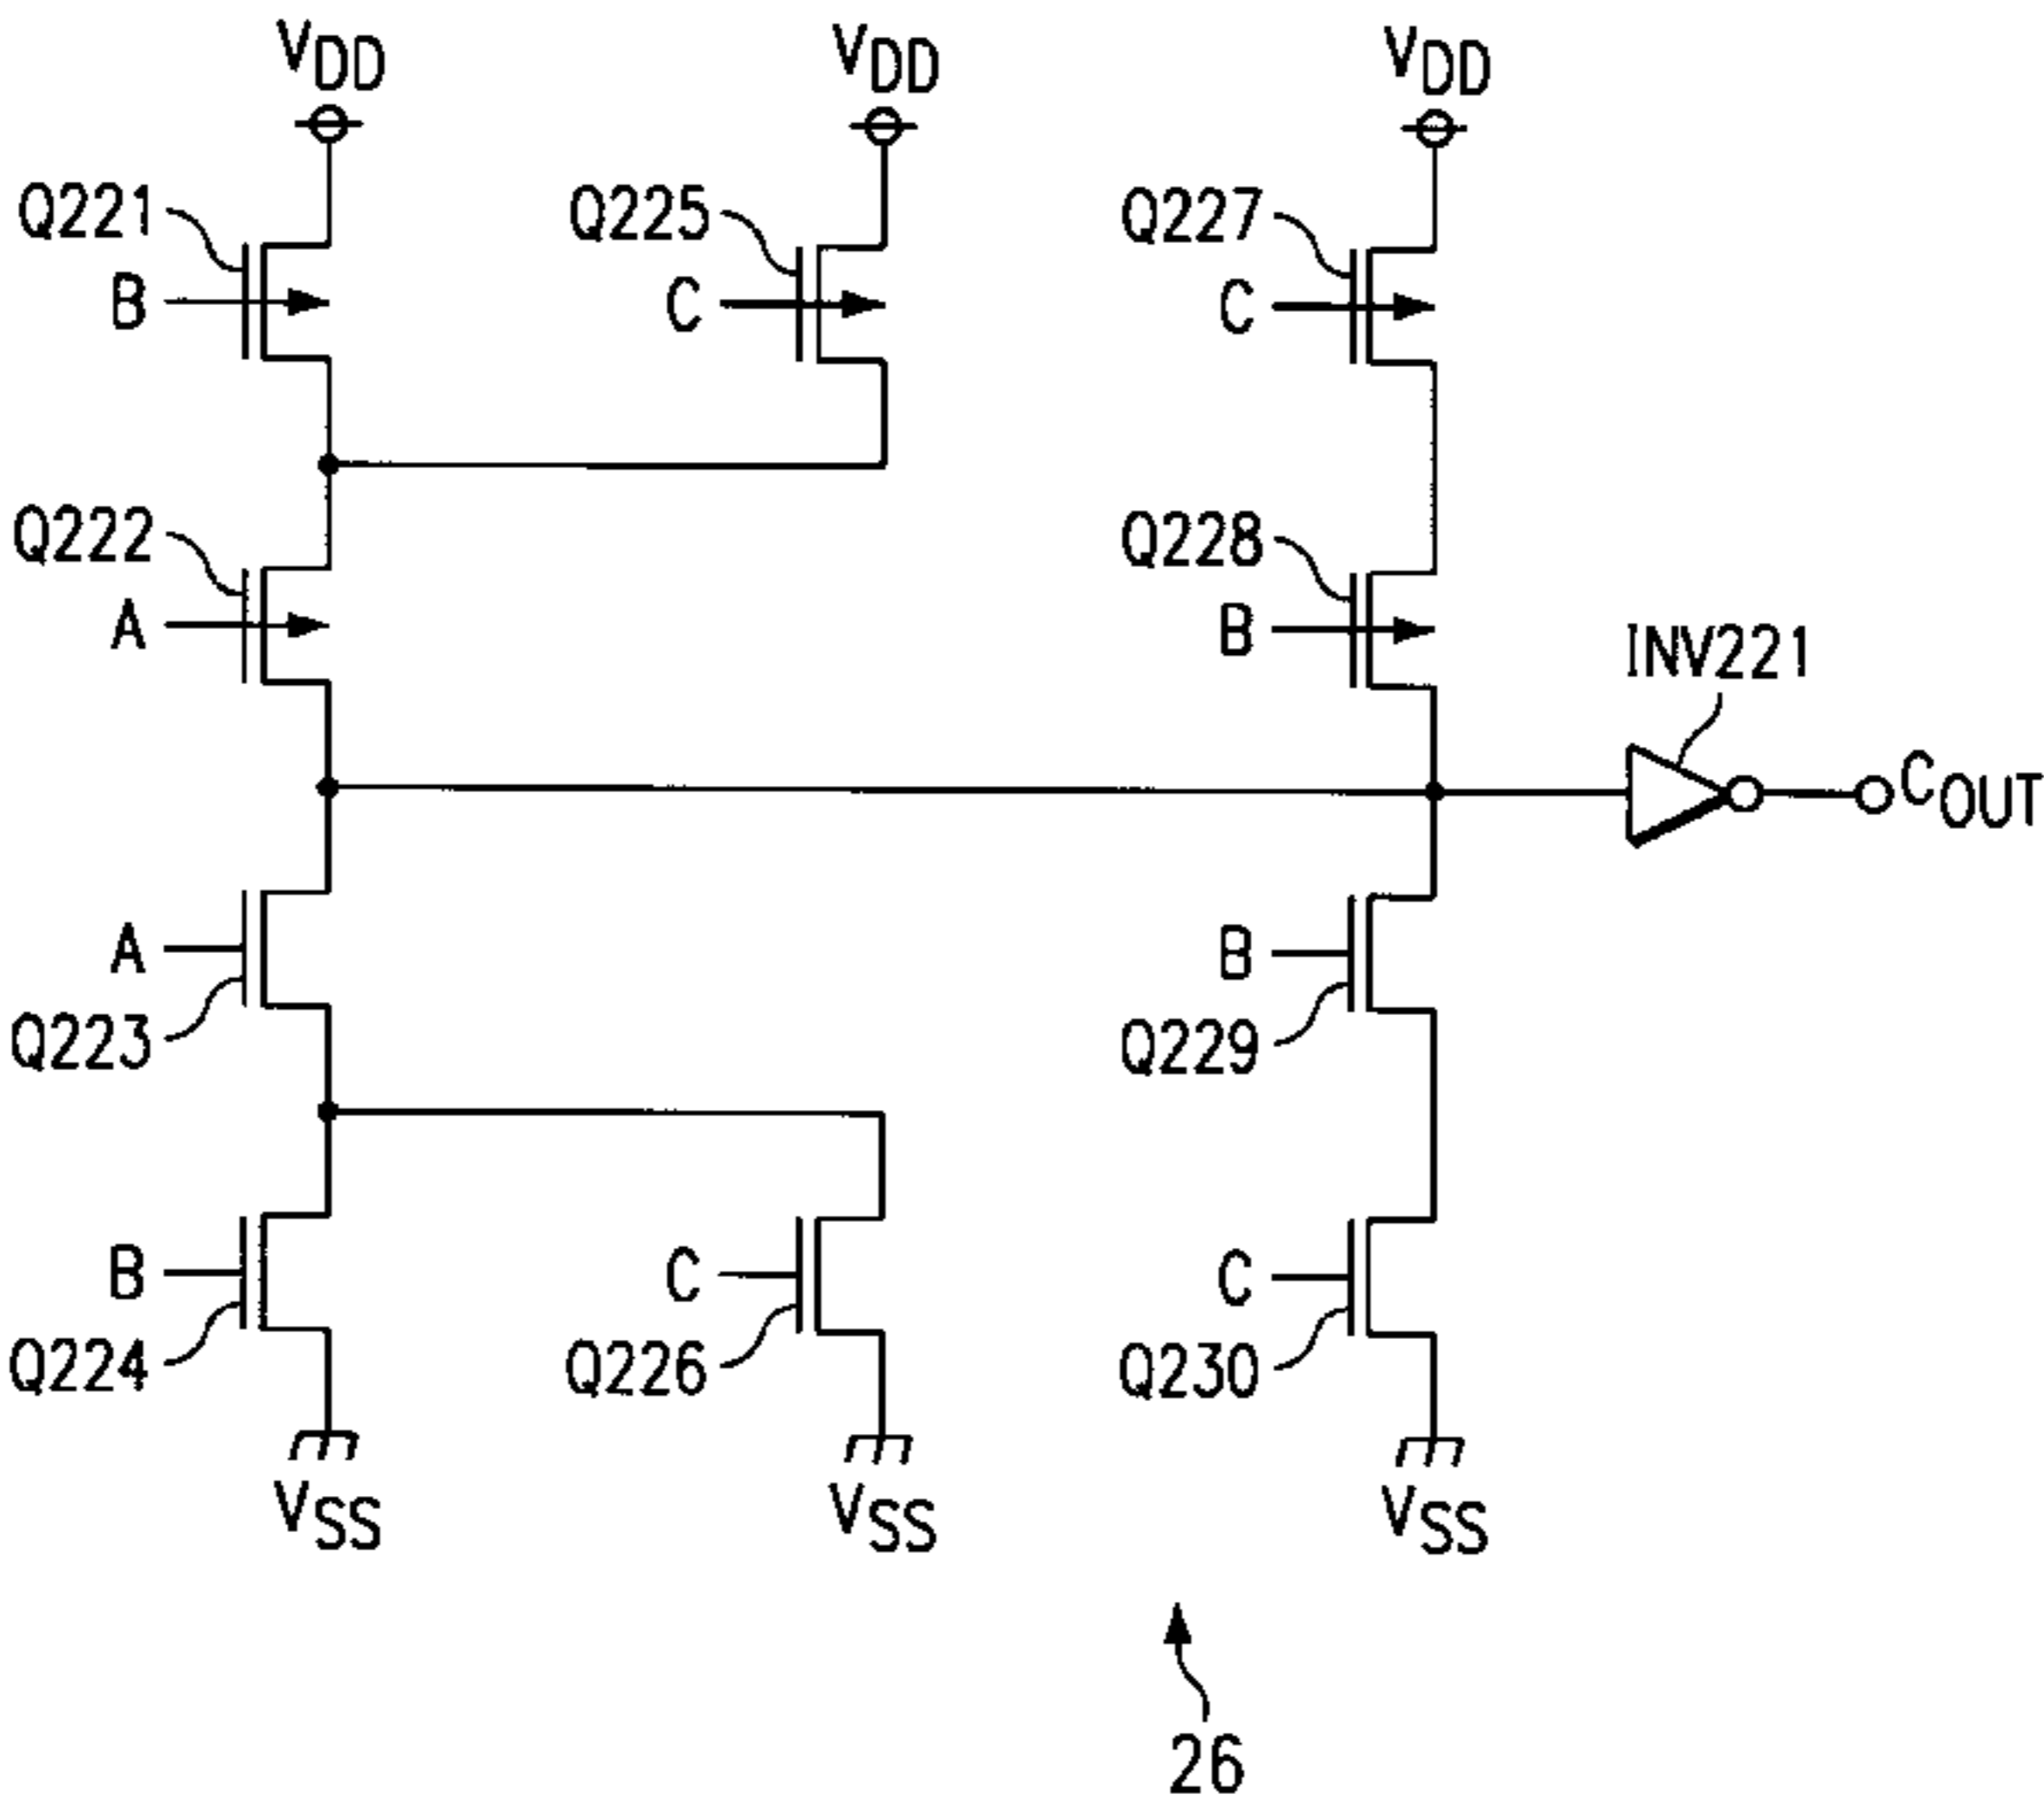 VDD VDD VDD
Q221 Q225 Q227
B C C
Q222 Q228
A B INV221
COUT
A B
Q223 Q229
B C C
Q224 Q226 Q230
VSS VSS VSS
26